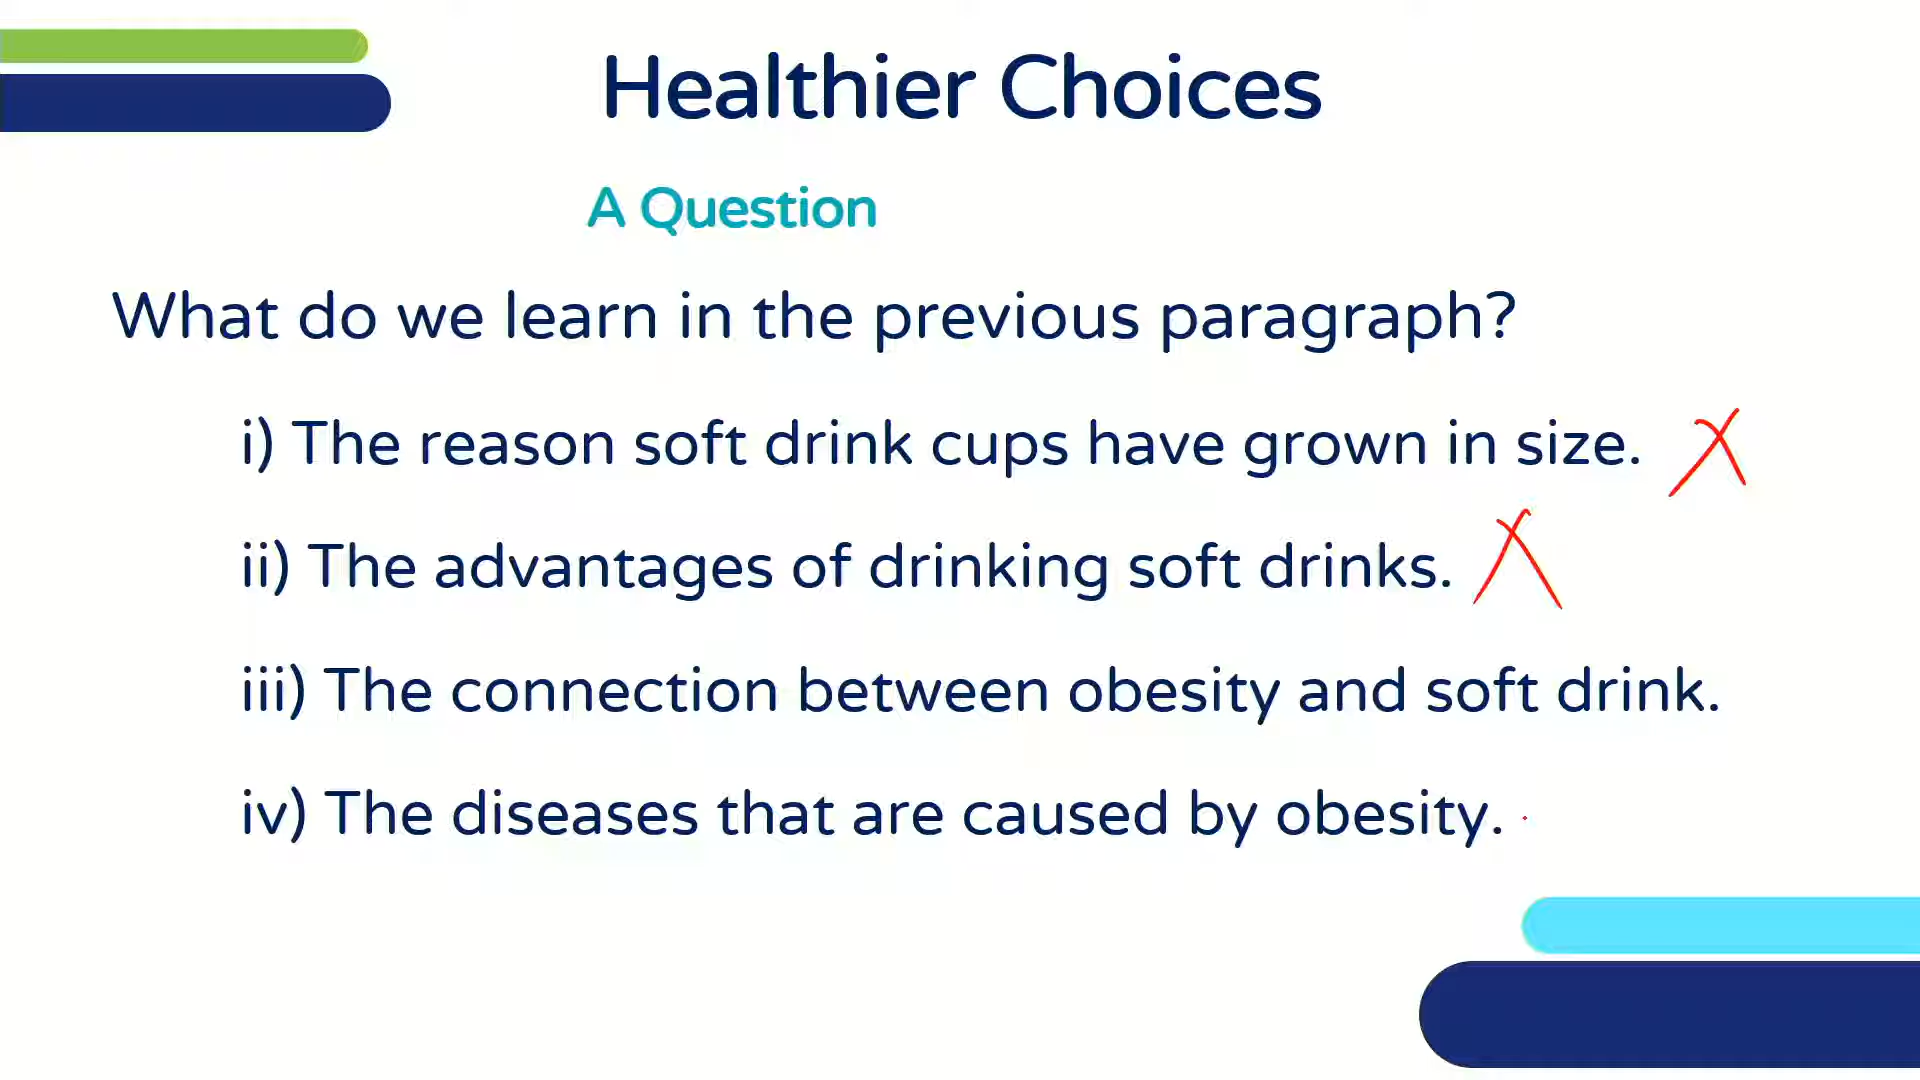 Healthier Choices
A Question
What do we learn in the previous paragraph?
i) The reason soft drink cups have grown in size.
ii) The advantages of drinking soft drinks.
iii) The connection between obesity and soft drink.
iv) The diseases that are caused by obesity.